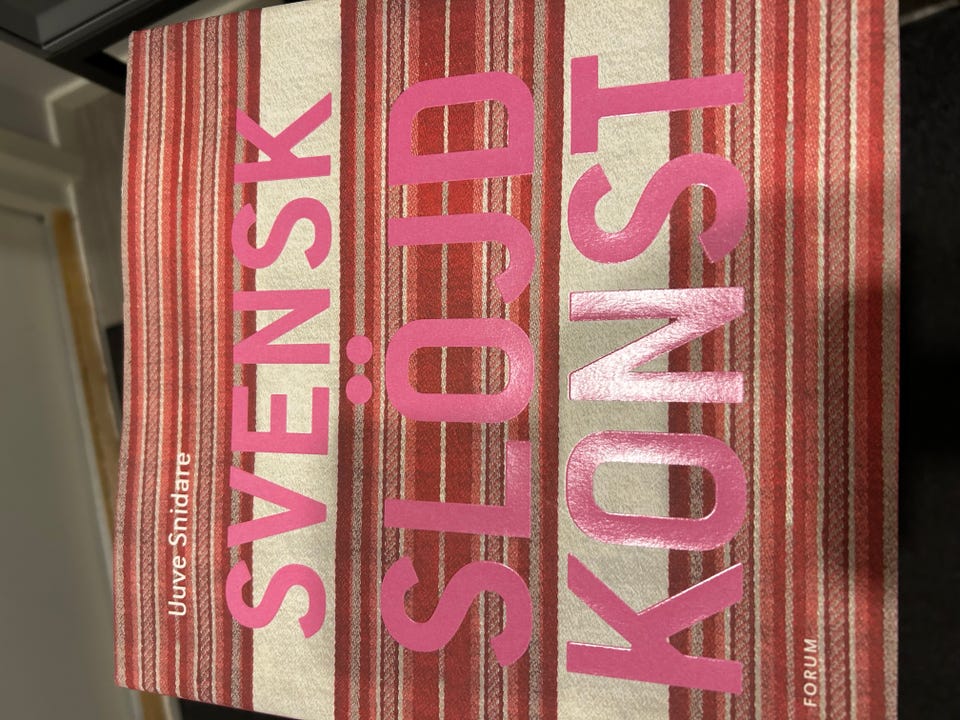 Uuve Snidare
SVENSK
SLÖJD
KONST
FORUM